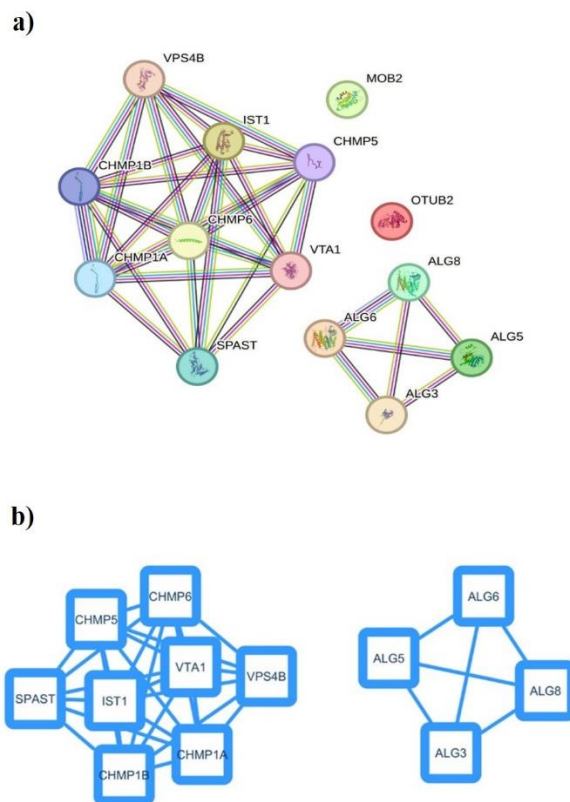 a)
VPS4B
MOB2
IST1
CHMP5
CHMP1B
OTUB2
CHMP6
VTA1
CHMP1A
ALG8
ALG6
ALG5
SPAST
ALG3
b)
CHMP6
ALG6
CHMP5
VTA1
ALG5
VPS4B
SPAST
IST1
ALG8
CHMP1A
ALG3
CHMP1B